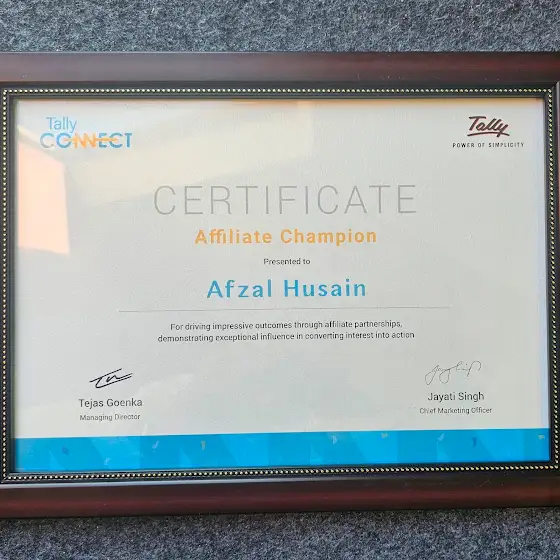 Tally
CONNECT
Tally
POWER OF SIMPLICITY
CERTIFICATE
Affiliate Champion
Presented to
Afzal Husain
For driving impressive outcomes through affiliate partnerships,
demonstrating exceptional influence in converting interest into action
Tejas Goenka
Managing Director
Jayati Singh
Chief Marketing Officer